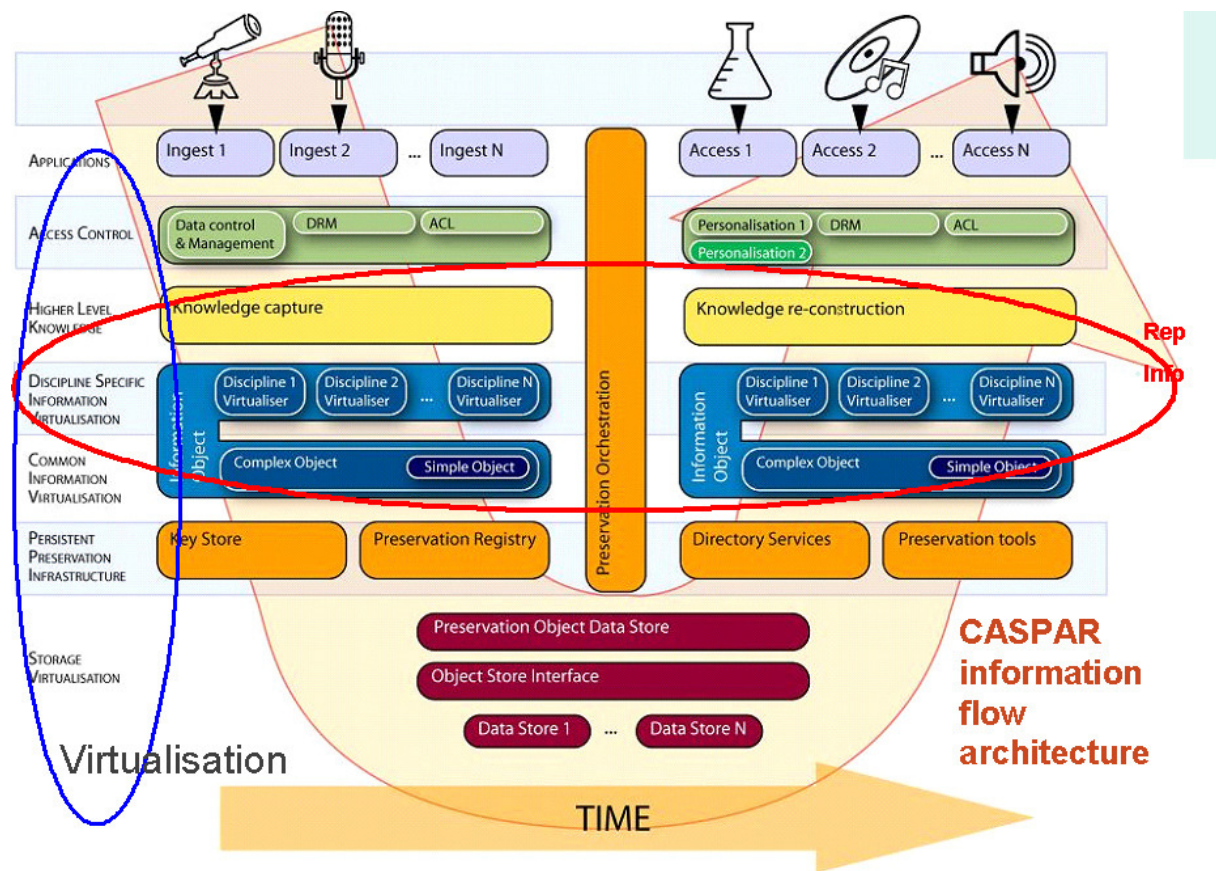 APPLICATIONS
Ingest 1
Ingest 2
...
Ingest N
Access 1
Access 2
...
Access N
ACCESS CONTROL
Data control
& Management
DRM
ACL
Personalisation 1
Personalisation 2
DRM
ACL
HIGHER LEVEL
KNOWLEDGE
Knowledge capture
Knowledge re-construction
Rep
Info
DISCIPLINE SPECIFIC
INFORMATION
VIRTUALISATION
Information
Object
Discipline 1
Virtualiser
Discipline 2
Virtualiser
...
Discipline N
Virtualiser
Preservation Orchestration
Information
Object
Discipline 1
Virtualiser
Discipline 2
Virtualiser
...
Discipline N
Virtualiser
COMMON
INFORMATION
VIRTUALISATION
Complex Object
Simple Object
Complex Object
Simple Object
PERSISTENT
PRESERVATION
INFRASTRUCTURE
Key Store
Preservation Registry
Directory Services
Preservation tools
STORAGE
VIRTUALISATION
Preservation Object Data Store
Object Store Interface
Data Store 1
...
Data Store N
CASPAR
information
flow
architecture
Virtualisation
TIME